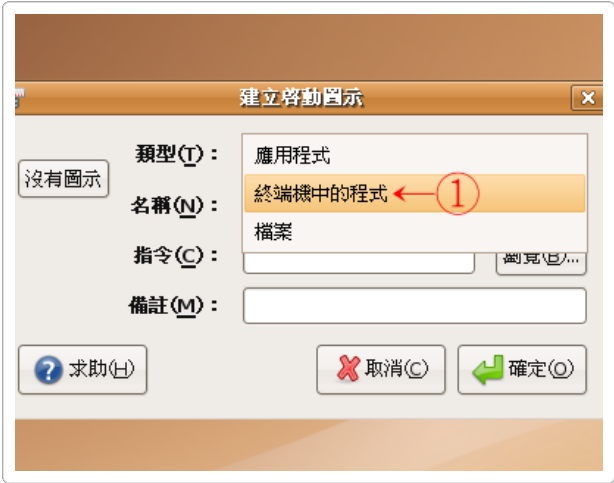 建立啓動圖示
類型(T)：
應用程式
沒有圖示
終端機中的程式
①
名稱(N)：
檔案
指令(C)：
瀏覽(B)...
備註(M)：
求助(H)
取消(C)
確定(O)